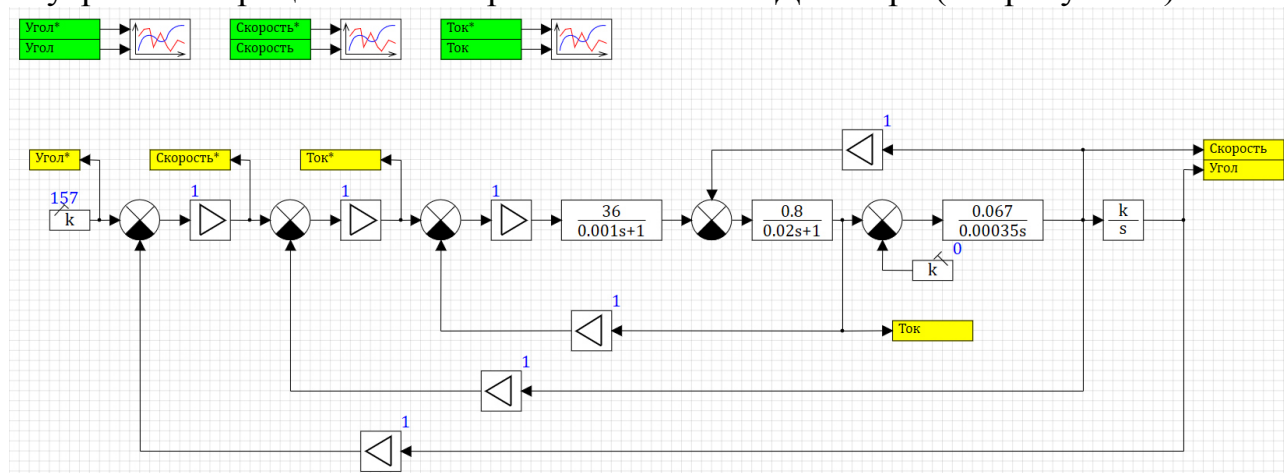 Угол*
Угол
Скорость*
Скорость
Ток*
Ток
1
Скорость
Угол
Угол*
Скорость*
Ток*
157
k
1
1
1
36
0.001s+1
0.8
0.02s+1
0.067
0.00035s
k
s
0
k
1
Ток
1
1